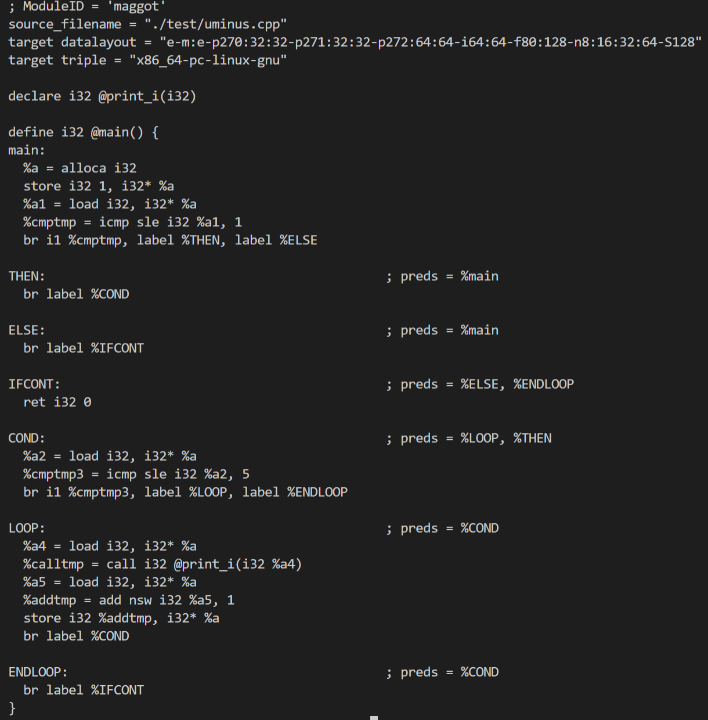 ; ModuleID = 'maggot'
source_filename = "./test/uminus.cpp"
target datalayout = "e-m:e-p270:32:32-p271:32:32-p272:64:64-i64:64-f80:128-n8:16:32:64-S128"
target triple = "x86_64-pc-linux-gnu"

declare i32 @print_i(i32)

define i32 @main() {
main:
  %a = alloca i32
  store i32 1, i32* %a
  %a1 = load i32, i32* %a
  %cmptmp = icmp sle i32 %a1, 1
  br i1 %cmptmp, label %THEN, label %ELSE

THEN:                                             ; preds = %main
  br label %COND

ELSE:                                             ; preds = %main
  br label %IFCONT

IFCONT:                                           ; preds = %ELSE, %ENDLOOP
  ret i32 0

COND:                                             ; preds = %LOOP, %THEN
  %a2 = load i32, i32* %a
  %cmptmp3 = icmp sle i32 %a2, 5
  br i1 %cmptmp3, label %LOOP, label %ENDLOOP

LOOP:                                             ; preds = %COND
  %a4 = load i32, i32* %a
  %calltmp = call i32 @print_i(i32 %a4)
  %a5 = load i32, i32* %a
  %addtmp = add nsw i32 %a5, 1
  store i32 %addtmp, i32* %a
  br label %COND

ENDLOOP:                                          ; preds = %COND
  br label %IFCONT
}